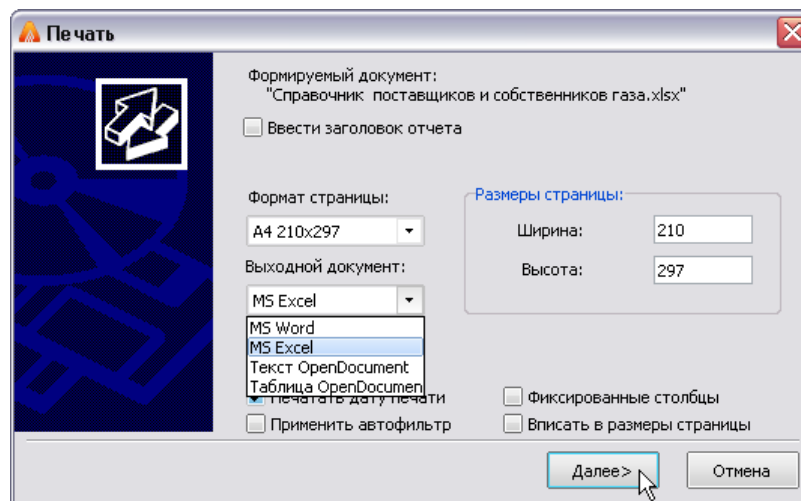 Печать
Формируемый документ:
"Справочник поставщиков и собственников газа.xlsx"
Ввести заголовок отчета
Формат страницы:
A4 210x297
Размеры страницы:
Ширина: 210
Высота: 297
Выходной документ:
MS Excel
MS Word
MS Excel
Текст OpenDocument
Таблица OpenDocumen
Печатать дату печати
Фиксированные столбцы
Применить автофильтр
Вписать в размеры страницы
Далее>
Отмена